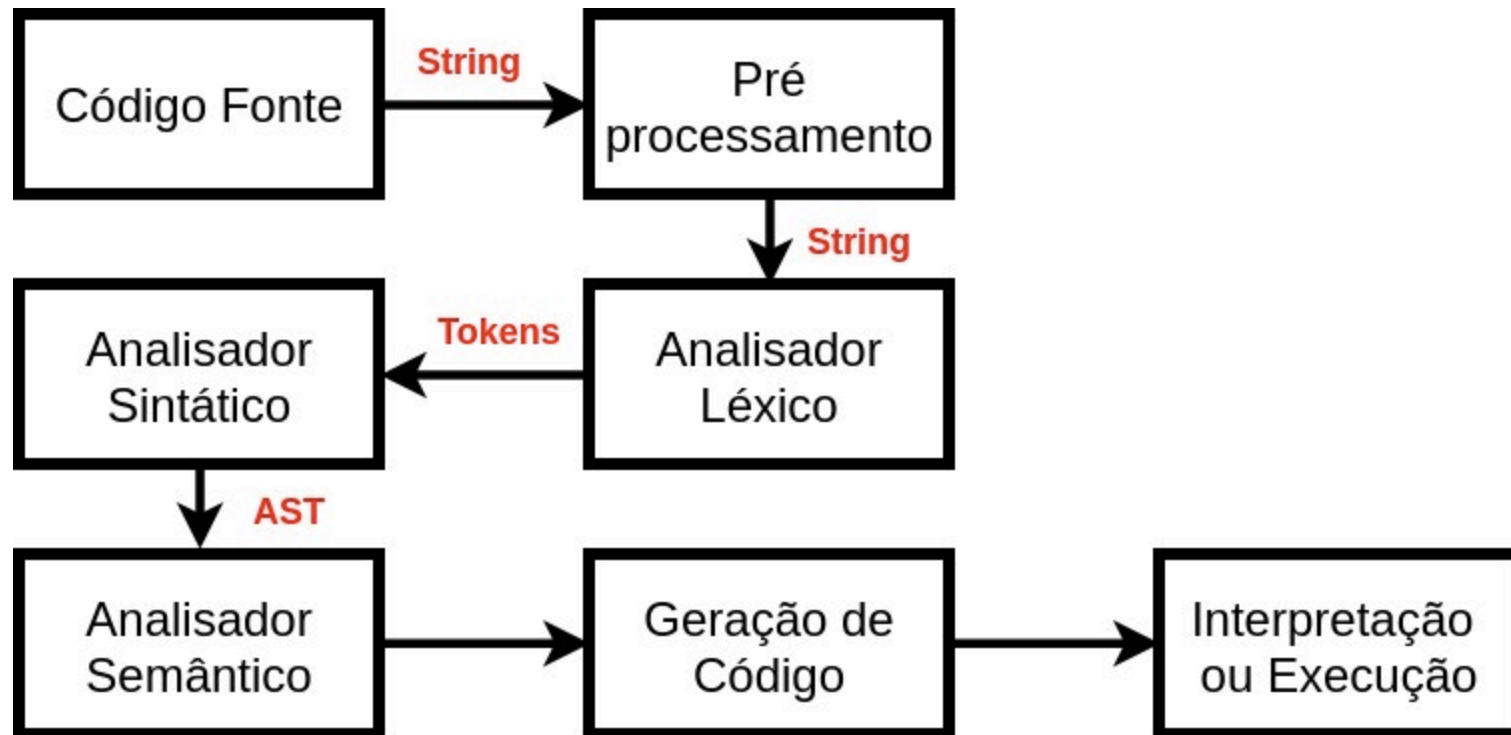 Código Fonte
String
Pré
processamento
String
Analisador
Léxico
Tokens
Analisador
Sintático
AST
Analisador
Semântico
Geração de
Código
Interpretação
ou Execução